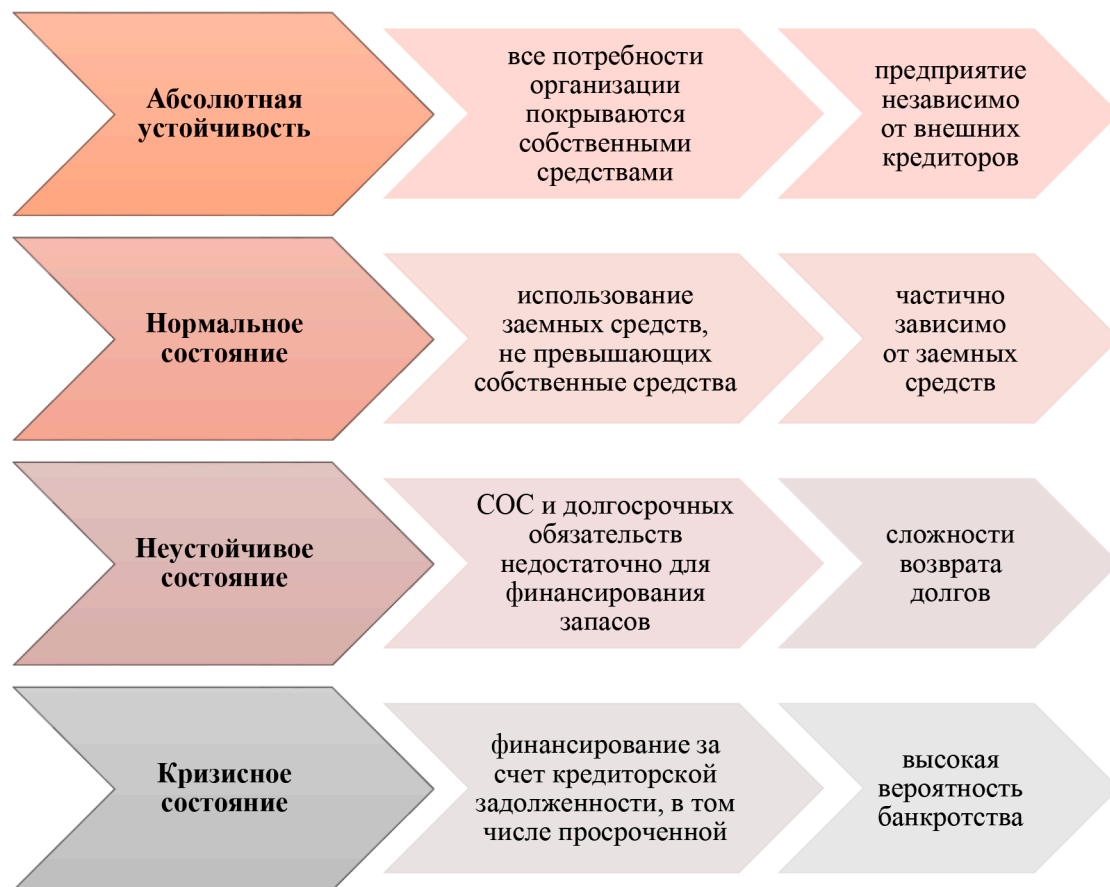 Абсолютная
устойчивость
все потребности
организации
покрываются
собственными
средствами
предприятие
независимо
от внешних
кредиторов
Нормальное
состояние
использование
заемных средств,
не превышающих
собственные средства
частично
зависимо
от заемных
средств
Неустойчивое
состояние
СОС и долгосрочных
обязательств
недостаточно для
финансирования
запасов
сложности
возврата
долгов
Кризисное
состояние
финансирование за
счет кредиторской
задолженности, в том
числе просроченной
высокая
вероятность
банкротства